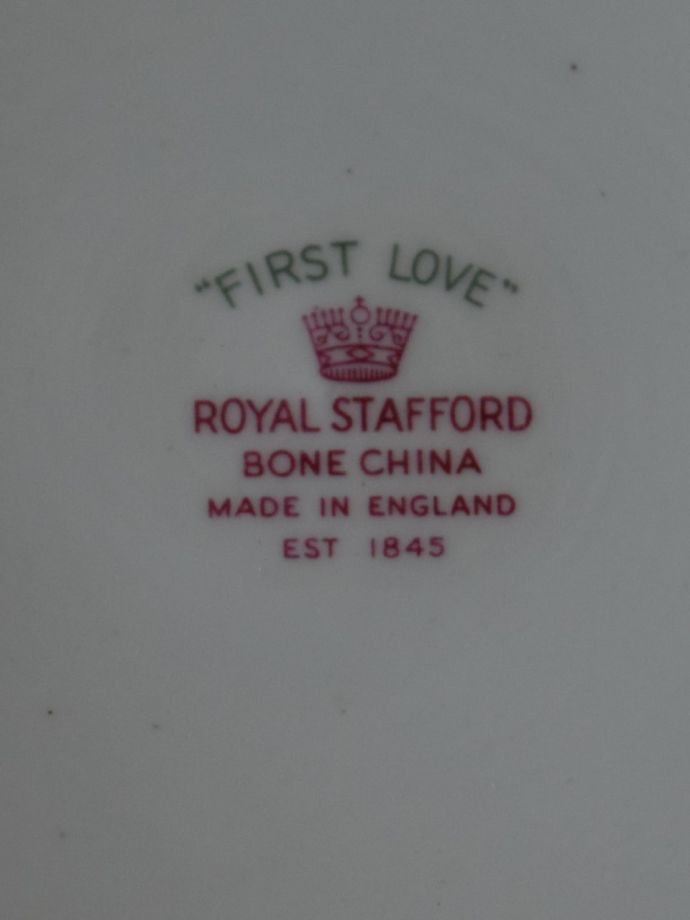 "FIRST LOVE"
ROYAL STAFFORD
BONE CHINA
MADE IN ENGLAND
EST 1845